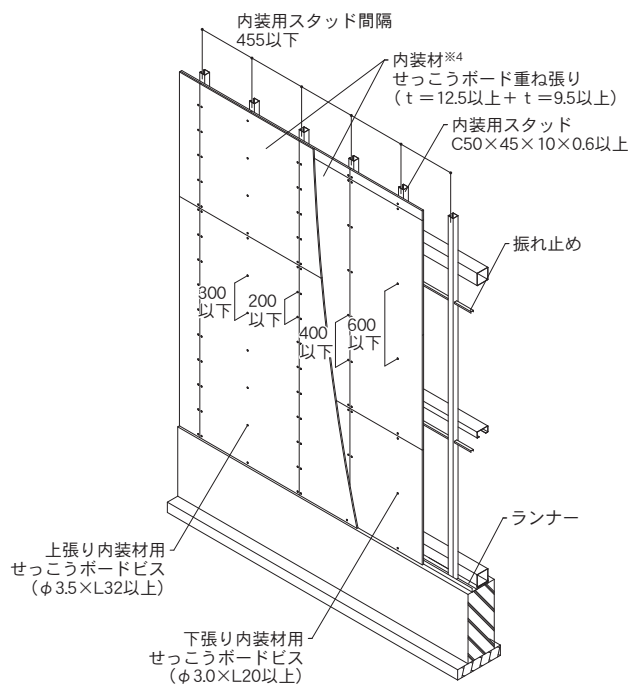 内装用スタッド間隔
455以下
内装材※4
せっこうボード重ね張り
(t＝12.5以上＋t＝9.5以上)
内装用スタッド
C50×45×10×0.6以上
振れ止め
300
以下
200
以下
400
以下
600
以下
ランナー
上張り内装材用
せっこうボードビス
(φ3.5×L32以上)
下張り内装材用
せっこうボードビス
(φ3.0×L20以上)